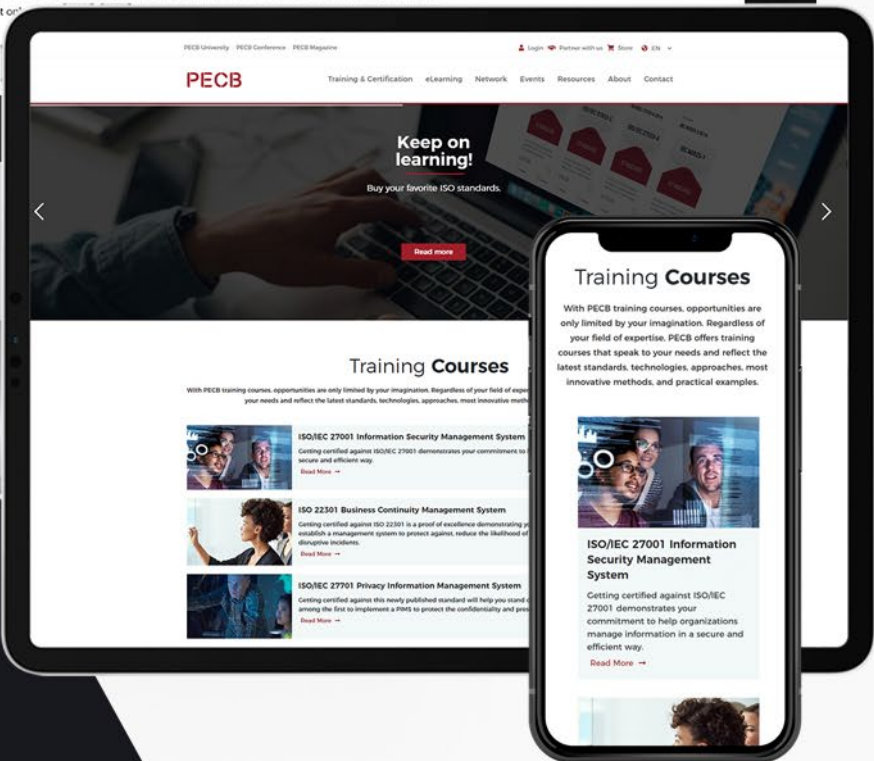 PECB University PECB Conference PECB Magazine
Login Partner with us Store EN
PECB
Training & Certification eLearning Network Events Resources About Contact
Keep on
learning!
Buy your favorite ISO standards.
Read more
Training Courses
With PECB training courses, opportunities are only limited by your imagination. Regardless of your field of
your needs and reflect the latest standards, technologies, approaches, most innovative
ISO/IEC 27001 Information Security Management System
Getting certified against ISO/IEC 27001 demonstrates your commitment to
secure and efficient way.
Read More →
ISO 22301 Business Continuity Management System
Getting certified against ISO 22301 is a proof of excellence demonstrating
establish a management system to protect against, reduce the likelihood of
disruptive incidents.
Read More →
ISO/IEC 27701 Privacy Information Management System
Getting certified against this newly published standard will help you stand
among the first to implement a PIMS to protect the confidentiality and
Read More →
Training Courses
With PECB training courses, opportunities are
only limited by your imagination. Regardless of
your field of expertise, PECB offers training
courses that speak to your needs and reflect the
latest standards, technologies, approaches, most
innovative methods, and practical examples.
ISO/IEC 27001 Information
Security Management
System
Getting certified against ISO/IEC
27001 demonstrates your
commitment to help organizations
manage information in a secure and
efficient way.
Read More →